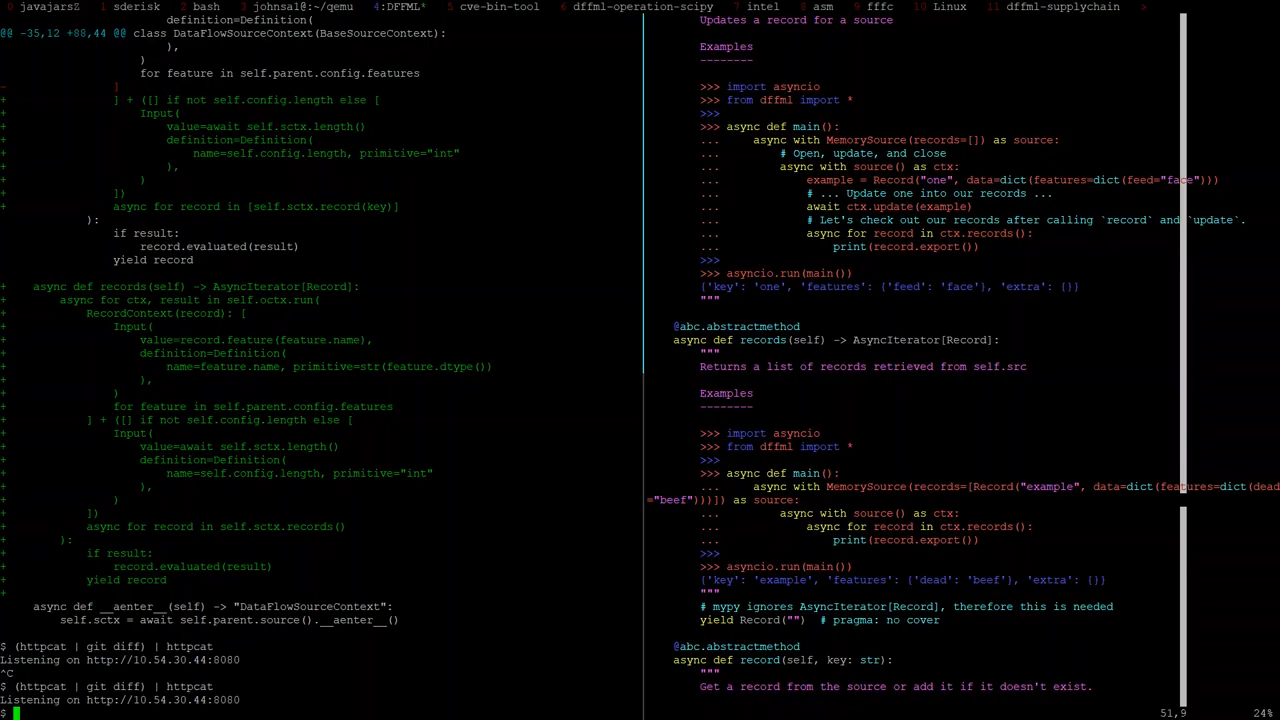 0 javajarsZ  1 sderisk  2 bash  3 johnsal@:~/qemu  4:DFFML*  5 cve-bin-tool  6 dffml-operation-scipy  7 intel  8 asm  9 fffc  10 Linux  11 dffml-supplychain  >
                    definition=Definition(
@@ -35,12 +88,44 @@ class DataFlowSourceContext(BaseSourceContext):
                    ),
                )
                for feature in self.parent.config.features
-            ]
+            ] + ([] if not self.config.length else [
+                Input(
+                    value=await self.sctx.length()
+                    definition=Definition(
+                        name=self.config.length, primitive="int"
+                    ),
+                )
+            ])
+            async for record in [self.sctx.record(key)]
        ):
            if result:
                record.evaluated(result)
            yield record
+    async def records(self) -> AsyncIterator[Record]:
+        async for ctx, result in self.octx.run(
+            RecordContext(record): [
+                Input(
+                    value=record.feature(feature.name),
+                    definition=Definition(
+                        name=feature.name, primitive=str(feature.dtype())
+                    ),
+                )
+                for feature in self.parent.config.features
+            ] + ([] if not self.config.length else [
+                Input(
+                    value=await self.sctx.length()
+                    definition=Definition(
+                        name=self.config.length, primitive="int"
+                    ),
+                )
+            ])
+            async for record in self.sctx.records()
+        ):
+            if result:
+                record.evaluated(result)
+            yield record
+
    async def __aenter__(self) -> "DataFlowSourceContext":
        self.sctx = await self.parent.source().__aenter__()
$ (httpcat | git diff) | httpcat
Listening on http://10.54.30.44:8080
^C
$ (httpcat | git diff) | httpcat
Listening on http://10.54.30.44:8080
$
        Updates a record for a source
        Examples
        --------
        >>> import asyncio
        >>> from dffml import *
        >>>
        >>> async def main():
        ...     async with MemorySource(records=[]) as source:
        ...         # Open, update, and close
        ...         async with source() as ctx:
        ...             example = Record("one", data=dict(features=dict(feed="face")))
        ...             # ... Update one into our records ...
        ...             await ctx.update(example)
        ...             # Let's check out our records after calling `record` and `update`.
        ...             async for record in ctx.records():
        ...                 print(record.export())
        >>>
        >>> asyncio.run(main())
        {'key': 'one', 'features': {'feed': 'face'}, 'extra': {}}
        """
    @abc.abstractmethod
    async def records(self) -> AsyncIterator[Record]:
        """
        Returns a list of records retrieved from self.src
        Examples
        --------
        >>> import asyncio
        >>> from dffml import *
        >>>
        >>> async def main():
        ...     async with MemorySource(records=[Record("example", data=dict(features=dict(dead
="beef")))]) as source:
        ...         async with source() as ctx:
        ...             async for record in ctx.records():
        ...                 print(record.export())
        >>>
        >>> asyncio.run(main())
        {'key': 'example', 'features': {'dead': 'beef'}, 'extra': {}}
        """
        # mypy ignores AsyncIterator[Record], therefore this is needed
        yield Record("")  # pragma: no cover
    @abc.abstractmethod
    async def record(self, key: str):
        """
        Get a record from the source or add it if it doesn't exist.
51,9 24%